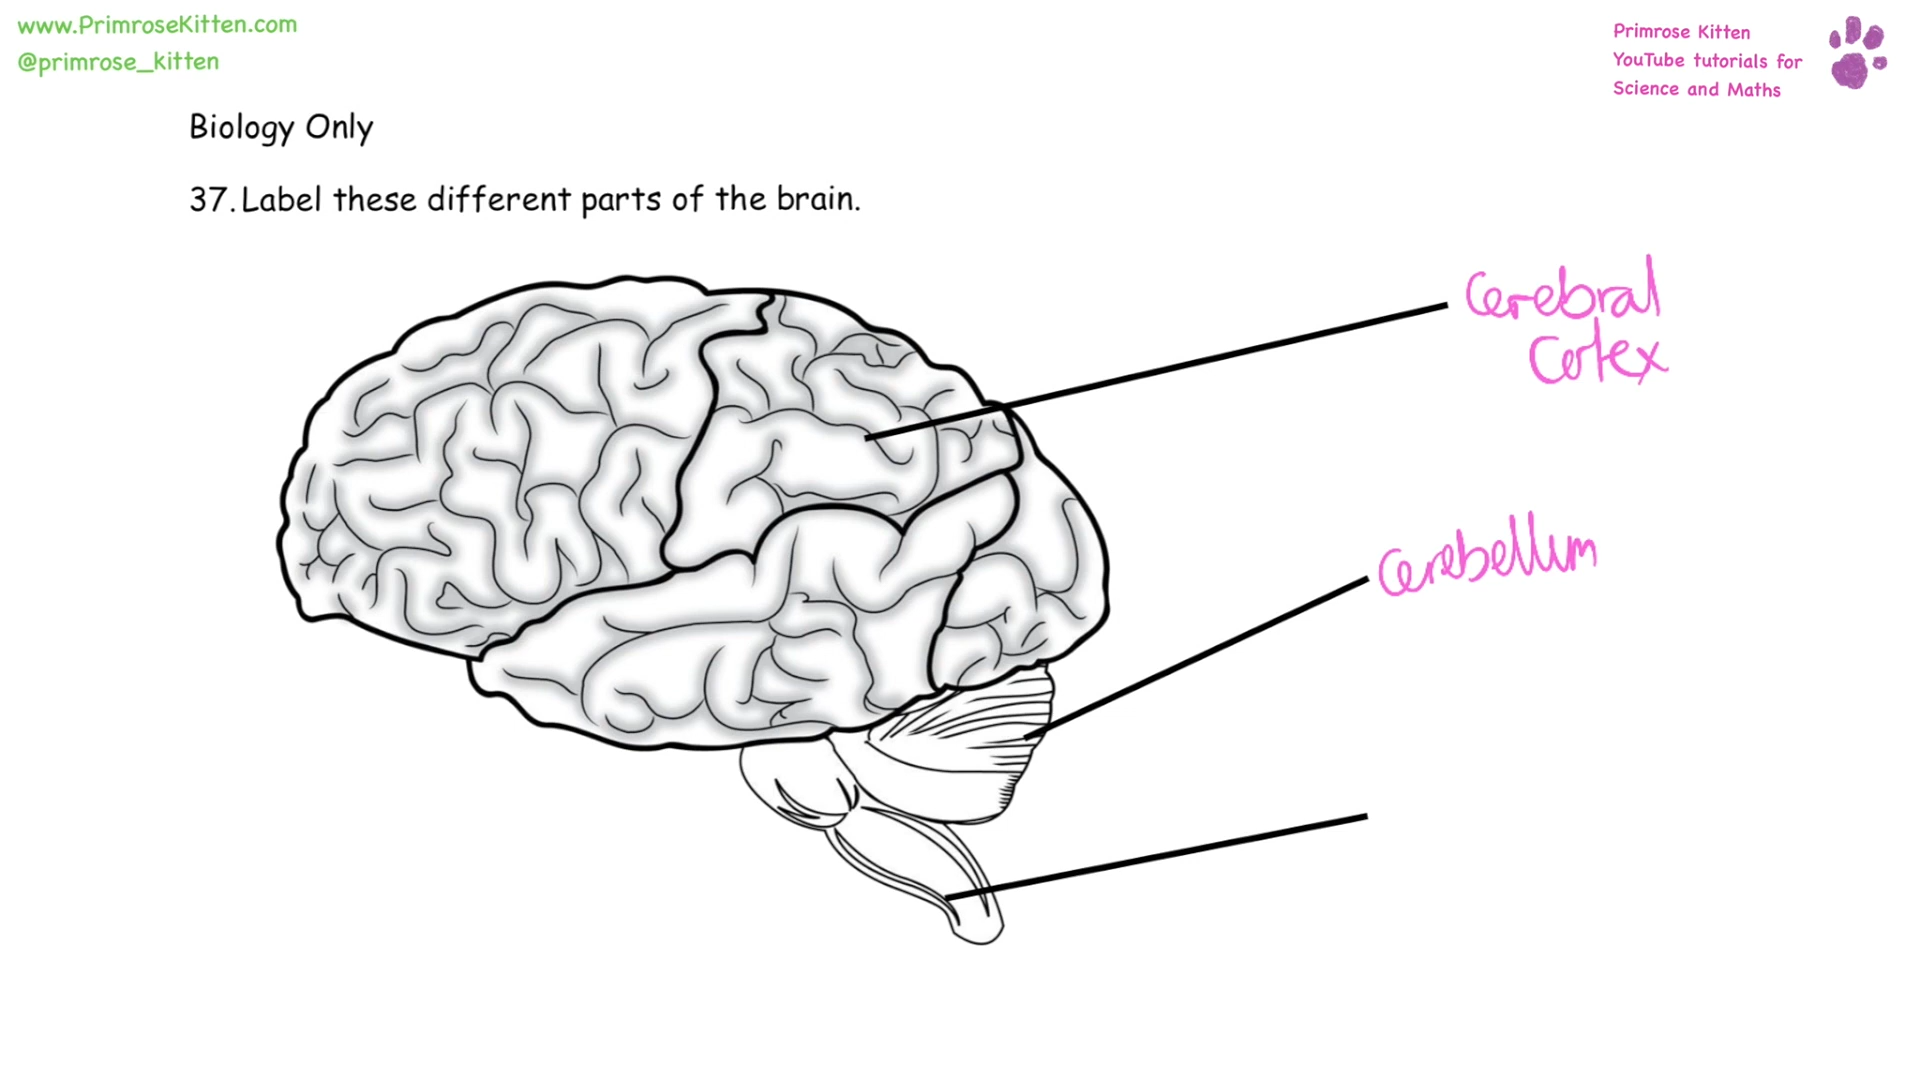 www.PrimroseKitten.com
@primrose_kitten
Primrose Kitten
YouTube tutorials for
Science and Maths
Biology Only
37. Label these different parts of the brain.
Cerebral
Cortex
Cerebellum